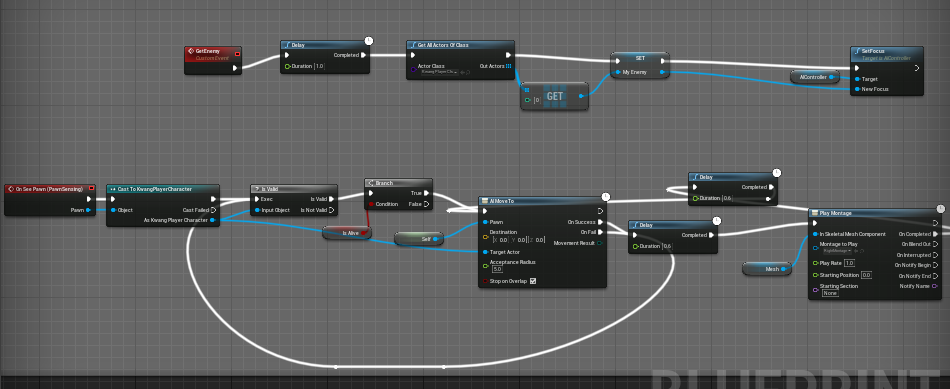 GetEnemy
Custom Event
Delay
Completed
Duration 1.0
Get All Actors Of Class
Actor Class
Out Actors
[0]
GET
SET
My Enemy
AIController
SetFocus
Target is AIController
Target
New Focus
On See Pawn (PawnSensing)
Pawn
Cast To KwangPlayerCharacter
Object
Cast Failed
As Kwang Player Character
Is Valid
Exec
Input Object
Is Valid
Is Not Valid
Branch
Condition
True
False
Is Alive
Self
AI MoveTo
Pawn
Destination
X 0.0 Y 0.0 Z 0.0
Target Actor
Acceptance Radius
5.0
Stop on Overlap
On Success
On Fail
Movement Result
Delay
Completed
Duration 0.6
Delay
Completed
Duration 0.6
Mesh
Play Montage
In Skeletal Mesh Component
Montage to Play
Play Rate 1.0
Starting Position 0.0
Starting Section
None
On Completed
On Blend Out
On Interrupted
On Notify Begin
On Notify End
Notify Name
BLUEPRINT